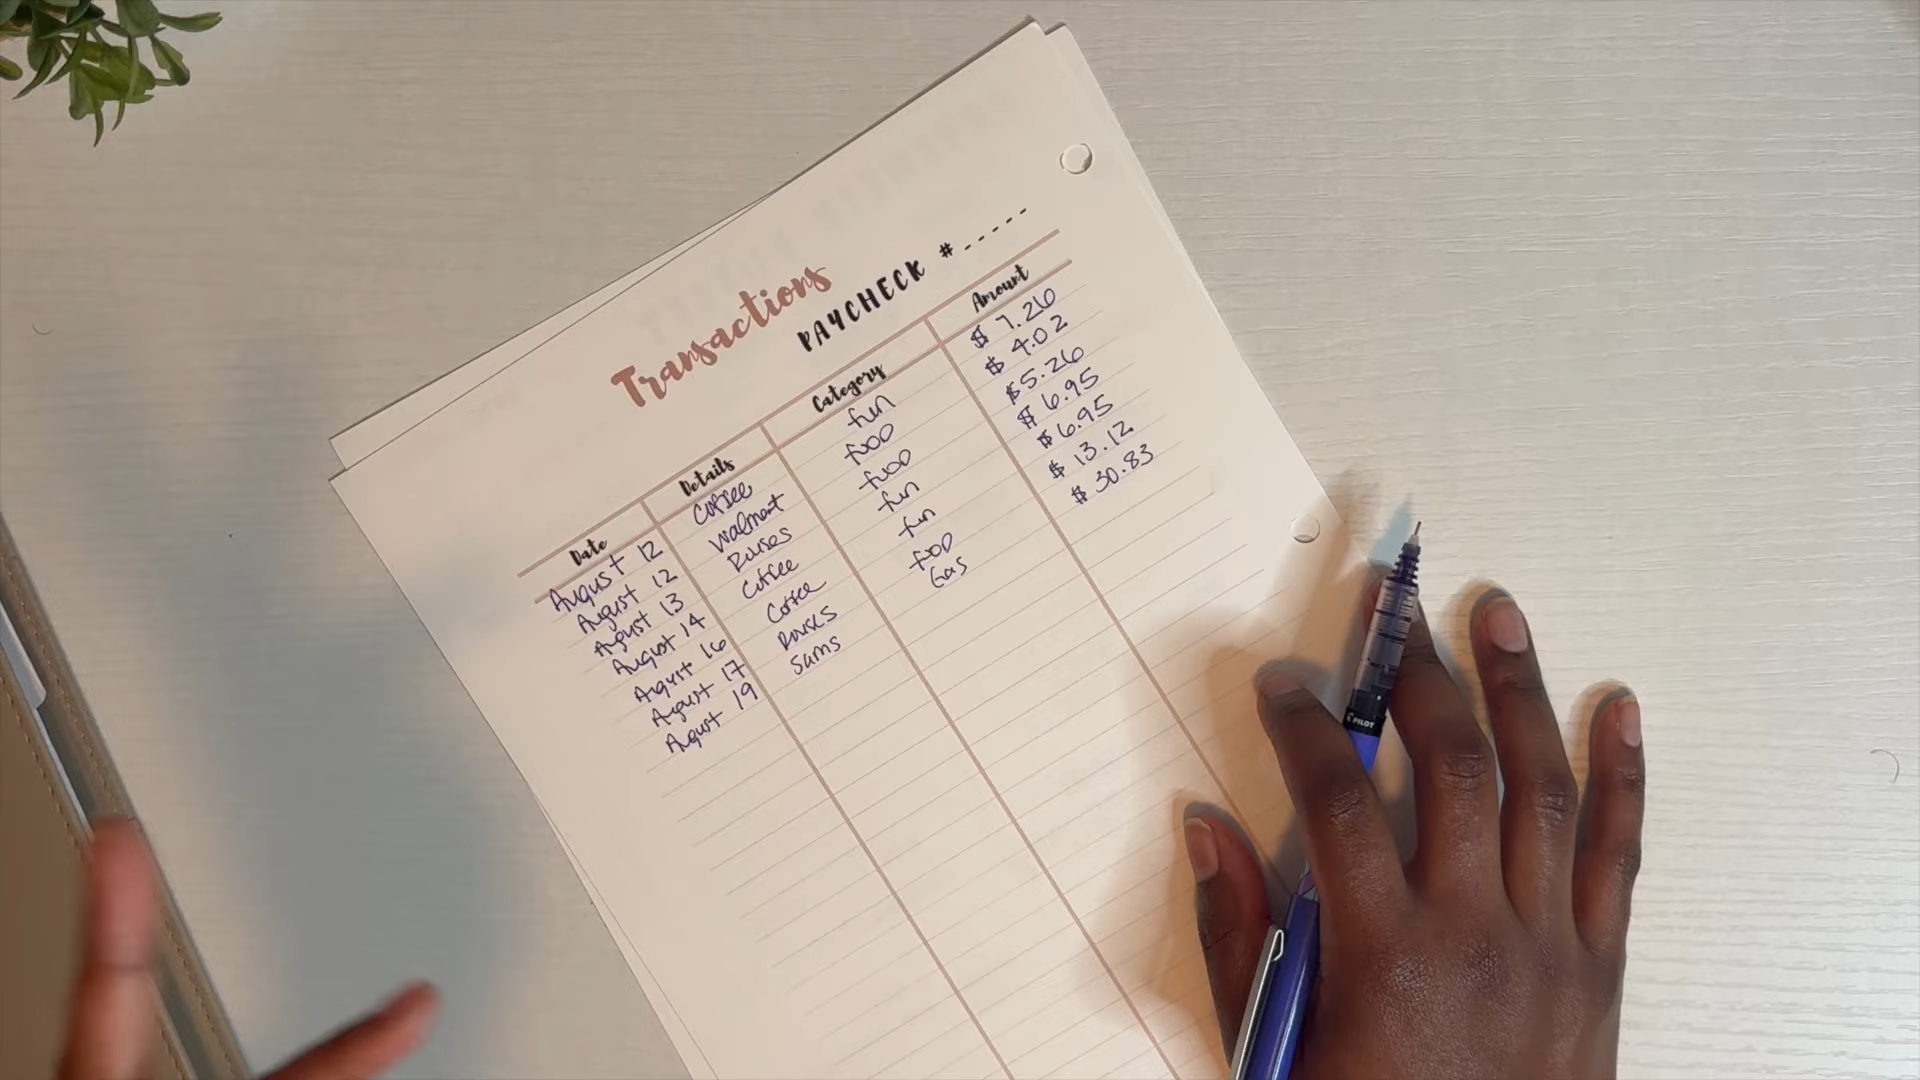 Transactions
PAYCHECK # -----
Date Details Category Amount
August 12 Coffee fun $ 7.26
August 12 Walmart food $ 4.02
August 13 food $5.26
August 14 Coffee fun $ 6.95
August 16 Coffee fun $6.95
August 17 food $ 13.12
August 19 Sams Gas $ 30.83
PILOT